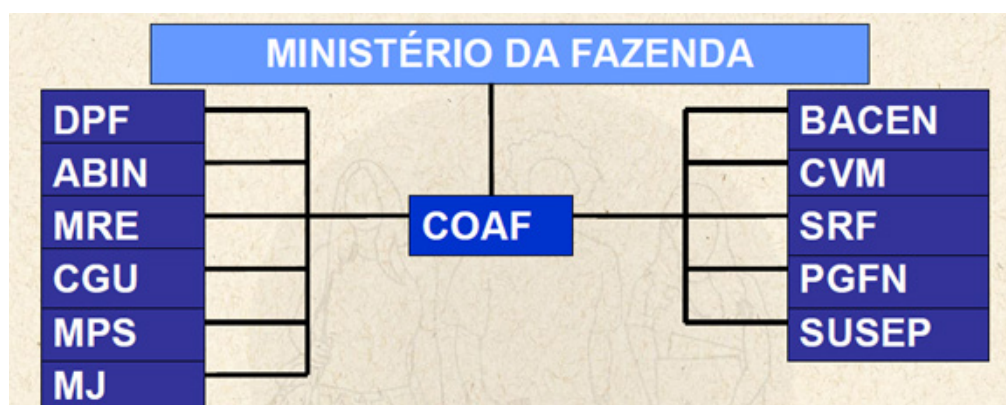 MINISTÉRIO DA FAZENDA
DPF
ABIN
MRE
CGU
MPS
MJ
COAF
BACEN
CVM
SRF
PGFN
SUSEP